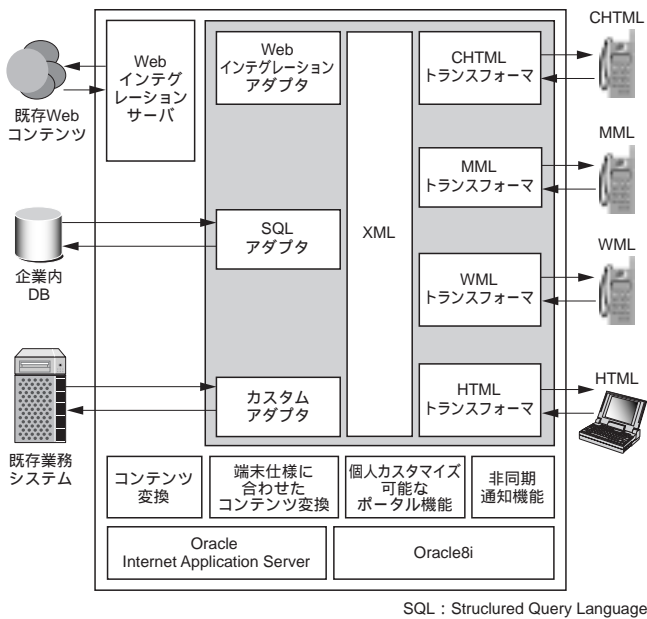 CHTML
Web
インテグ
レーション
サーバ
Web
インテグレーション
アダプタ
CHTML
トランスフォーマ
既存Web
コンテンツ
MML
MML
トランスフォーマ
SQL
アダプタ
XML
WML
企業内
DB
WML
トランスフォーマ
HTML
カスタム
アダプタ
HTML
トランスフォーマ
既存業務
システム
コンテンツ
変換
端末仕様に
合わせた
コンテンツ変換
個人カスタマイズ
可能な
ポータル機能
非同期
通知機能
Oracle
Internet Application Server
Oracle8i
SQL：Struclured Query Language